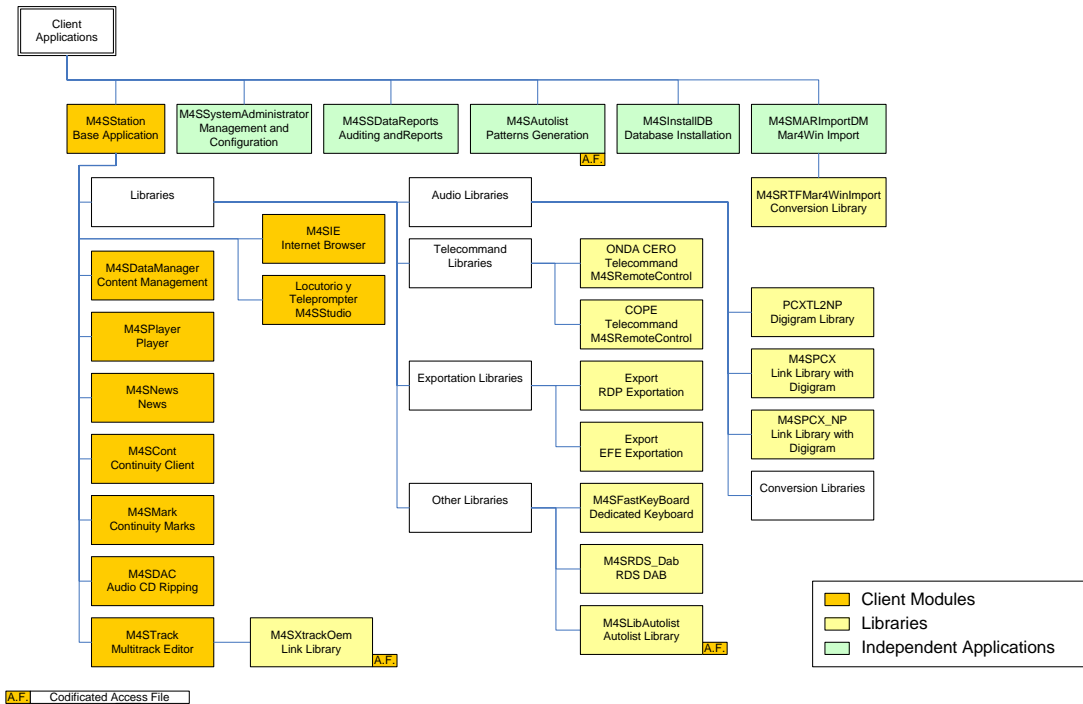 Client
Applications
M4SStation
Base Application
M4SSystemAdministrator
Management and
Configuration
M4SSDataReports
Auditing andReports
M4SAutolist
Patterns Generation
A.F.
M4SInstallDB
Database Installation
M4SMARImportDM
Mar4Win Import
Libraries
Audio Libraries
M4SRTFMar4WinImport
Conversion Library
M4SIE
Internet Browser
Telecommand
Libraries
ONDA CERO
Telecommand
M4SRemoteControl
M4SDataManager
Content Management
Locutorio y
Teleprompter
M4SStudio
COPE
Telecommand
M4SRemoteControl
PCXTL2NP
Digigram Library
M4SPlayer
Player
Exportation Libraries
Export
RDP Exportation
M4SPCX
Link Library with
Digigram
M4SNews
News
Export
EFE Exportation
M4SPCX_NP
Link Library with
Digigram
M4SCont
Continuity Client
Other Libraries
M4SFastKeyBoard
Dedicated Keyboard
Conversion Libraries
M4SMark
Continuity Marks
M4SRDS_Dab
RDS DAB
M4SDAC
Audio CD Ripping
M4SLibAutolist
Autolist Library
A.F.
M4STrack
Multitrack Editor
M4SXtrackOem
Link Library
A.F.
Client Modules
Libraries
Independent Applications
A.F. Codificated Access File